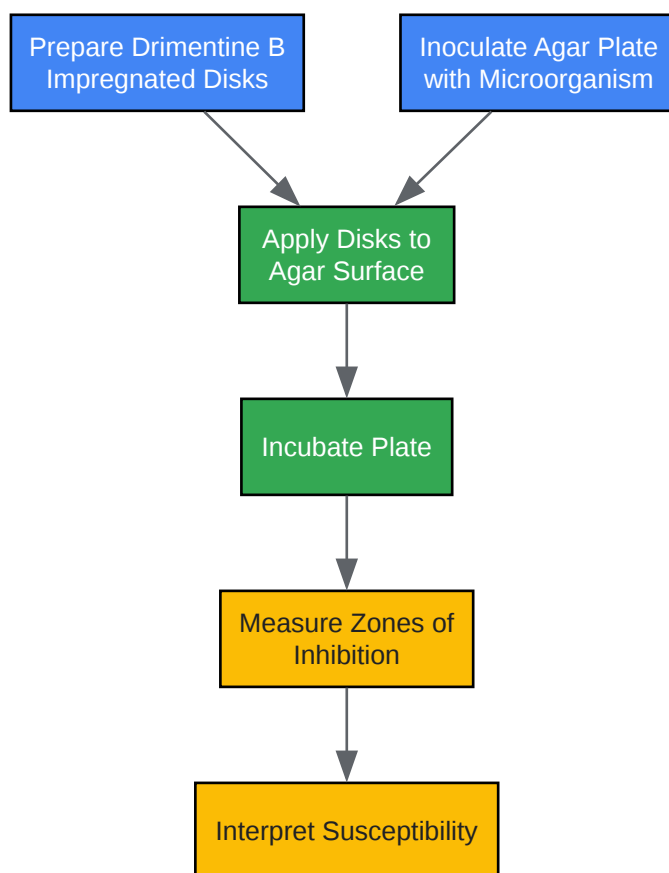 Prepare Drimentine B
Impregnated Disks
Inoculate Agar Plate
with Microorganism
Apply Disks to
Agar Surface
Incubate Plate
Measure Zones of
Inhibition
Interpret Susceptibility